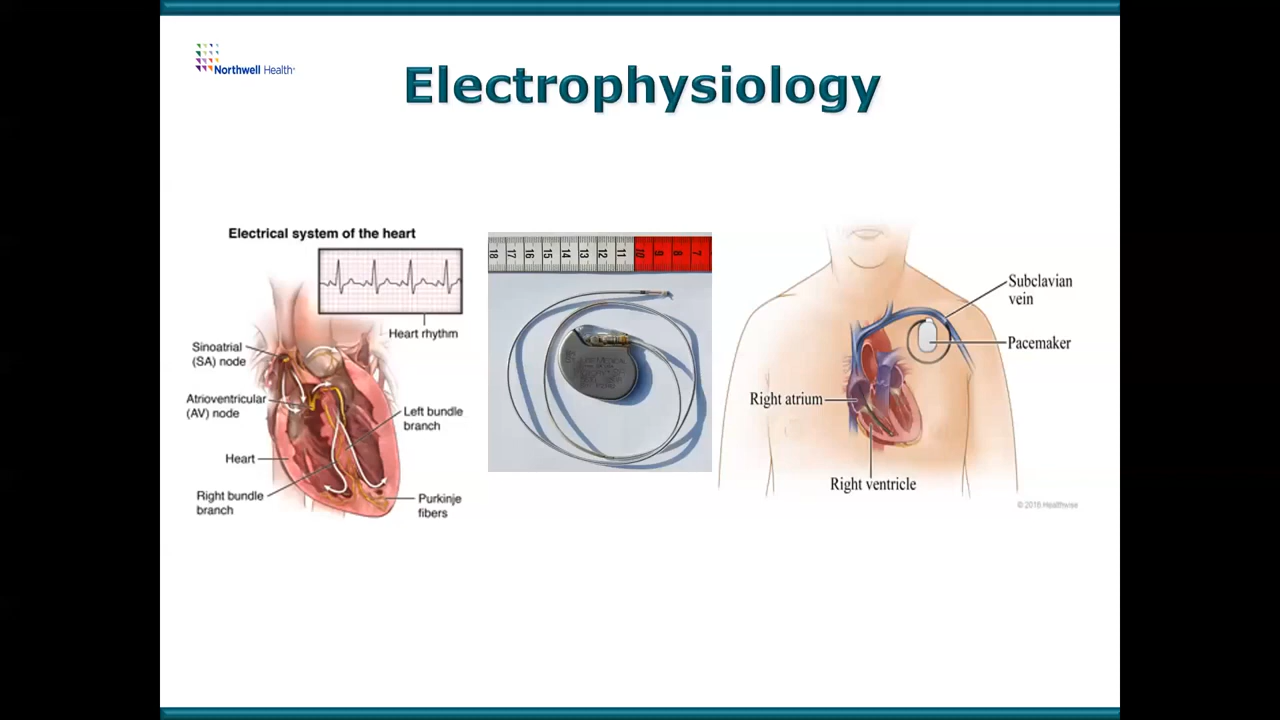 Northwell Health
Electrophysiology
Electrical system of the heart
Heart rhythm
Sinoatrial
(SA) node
Atrioventricular
(AV) node
Left bundle
branch
Heart
Right bundle
branch
Purkinje
fibers
18 17 16 15 14 13 12 11 10 9 8 7
Subclavian
vein
Pacemaker
Right atrium
Right ventricle
© 2016 Healthwise